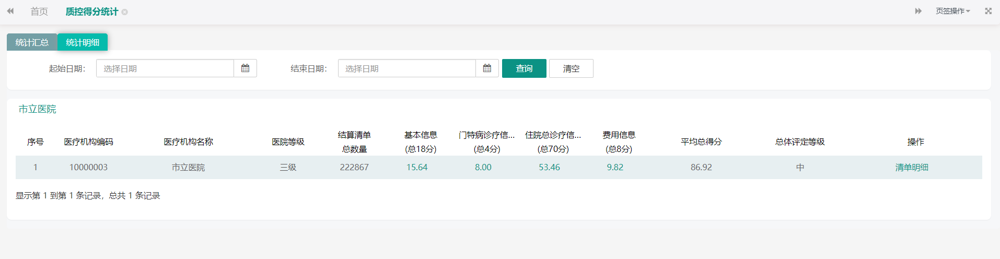 首页 质控得分统计 页签操作
统计汇总 统计明细
起始日期： 选择日期 结束日期： 选择日期 查询 清空
市立医院
序号 医疗机构编码 医疗机构名称 医院等级 结算清单总数量 基本信息(总18分) 门特病诊疗信...(总4分) 住院总诊疗信...(总70分) 费用信息(总8分) 平均总得分 总体评定等级 操作
1 10000003 市立医院 三级 222867 15.64 8.00 53.46 9.82 86.92 中 清单明细
显示第 1 到第 1 条记录，总共 1 条记录